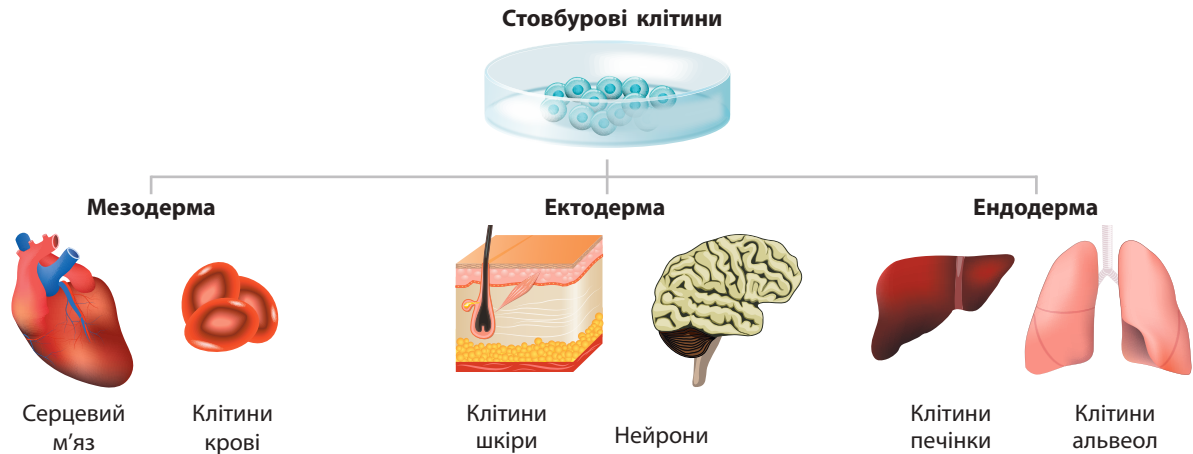 Стовбурові клітини
Мезодерма
Ектодерма
Ендодерма
Серцевий
м’яз
Клітини
крові
Клітини
шкіри
Нейрони
Клітини
печінки
Клітини
альвеол